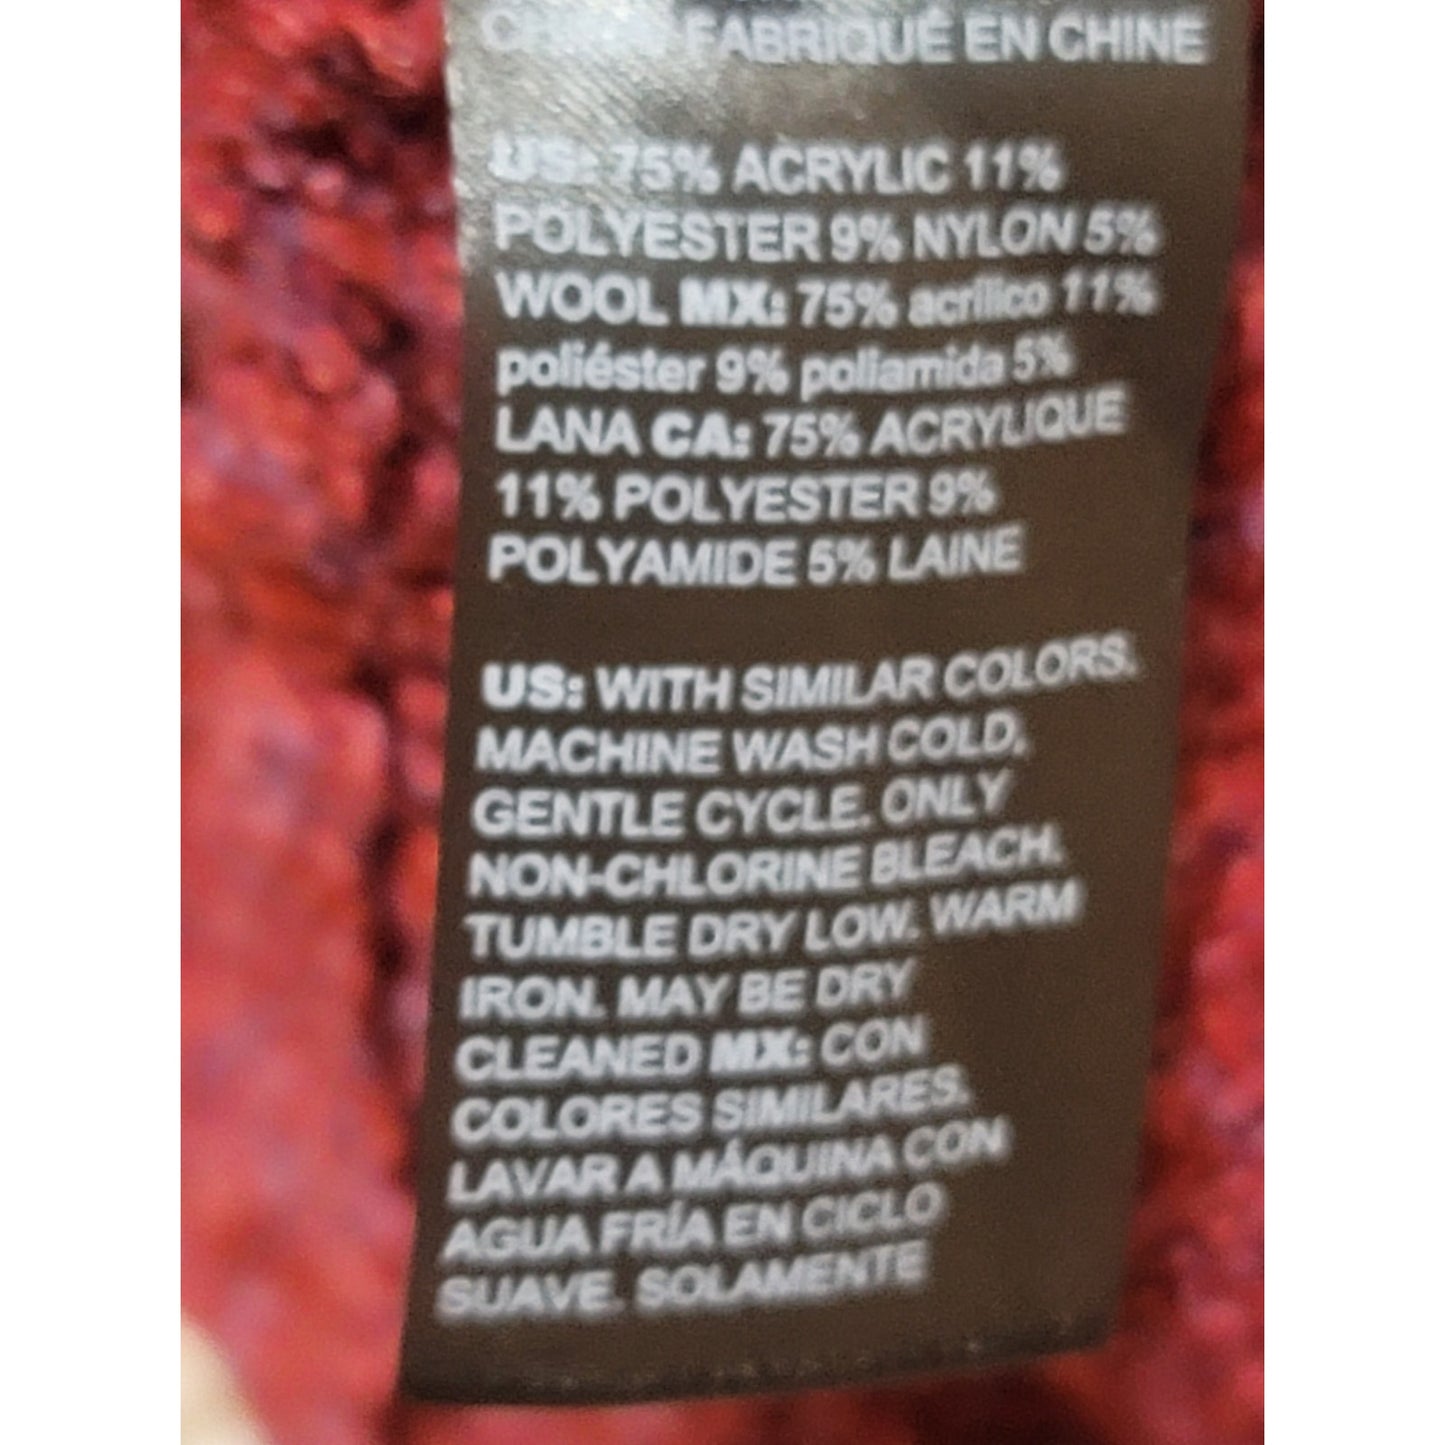 FABRIQUÉ EN CHINE
US: 75% ACRYLIC 11%
POLYESTER 9% NYLON 5%
WOOL MX: 75% acrílico 11%
poliéster 9% poliamida 5%
LANA CA: 75% ACRYLIQUE
11% POLYESTER 9%
POLYAMIDE 5% LAINE
US: WITH SIMILAR COLORS.
MACHINE WASH COLD,
GENTLE CYCLE. ONLY
NON-CHLORINE BLEACH.
TUMBLE DRY LOW. WARM
IRON. MAY BE DRY
CLEANED MX: CON
COLORES SIMILARES.
LAVAR A MÁQUINA CON
AGUA FRÍA EN CICLO
SUAVE. SOLAMENTE